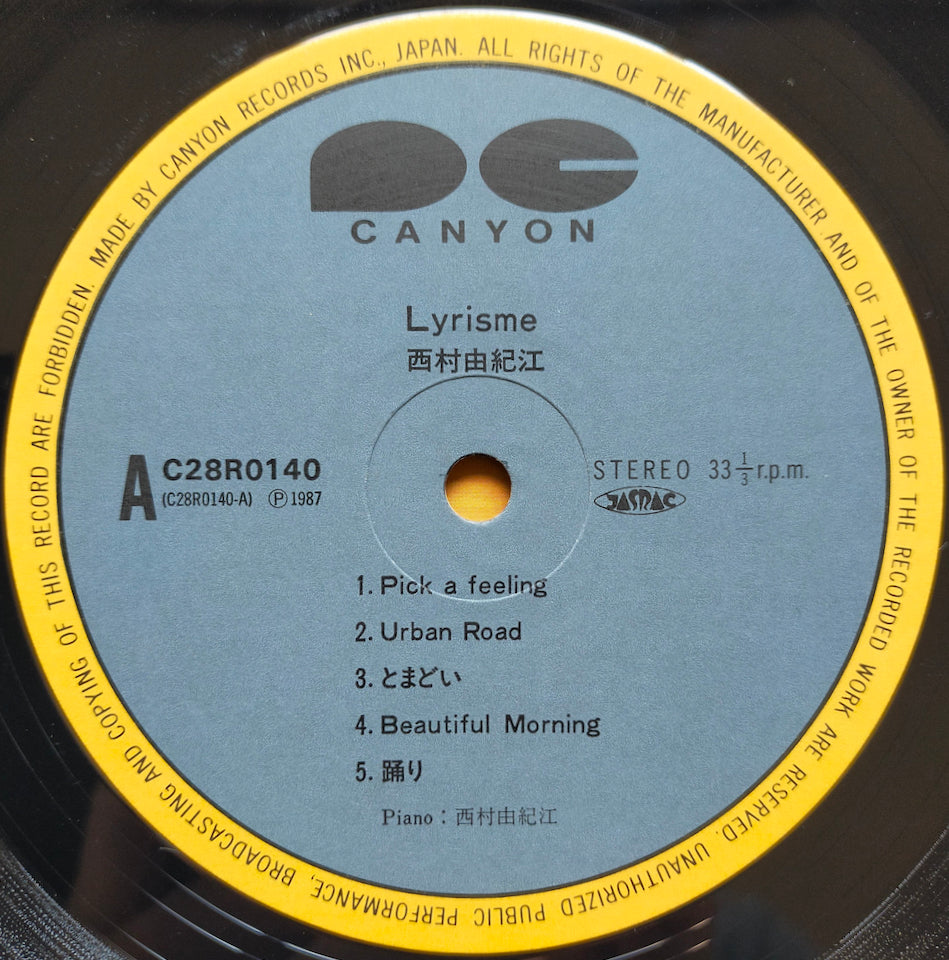 MADE BY CANYON RECORDS INC., JAPAN. ALL RIGHTS OF THE MANUFACTURER AND OF THE OWNER OF THE RECORDED WORK ARE RESERVED. UNAUTHORIZED PUBLIC PERFORMANCE, BROADCASTING AND COPYING OF THIS RECORD ARE FORBIDDEN.
CANYON
Lyrisme
西村由紀江
A C28R0140
(C28R0140-A) Ⓟ1987
STEREO 33 1/3 r.p.m.
JASRAC
1. Pick a feeling
2. Urban Road
3. とまどい
4. Beautiful Morning
5. 踊り
Piano：西村由紀江